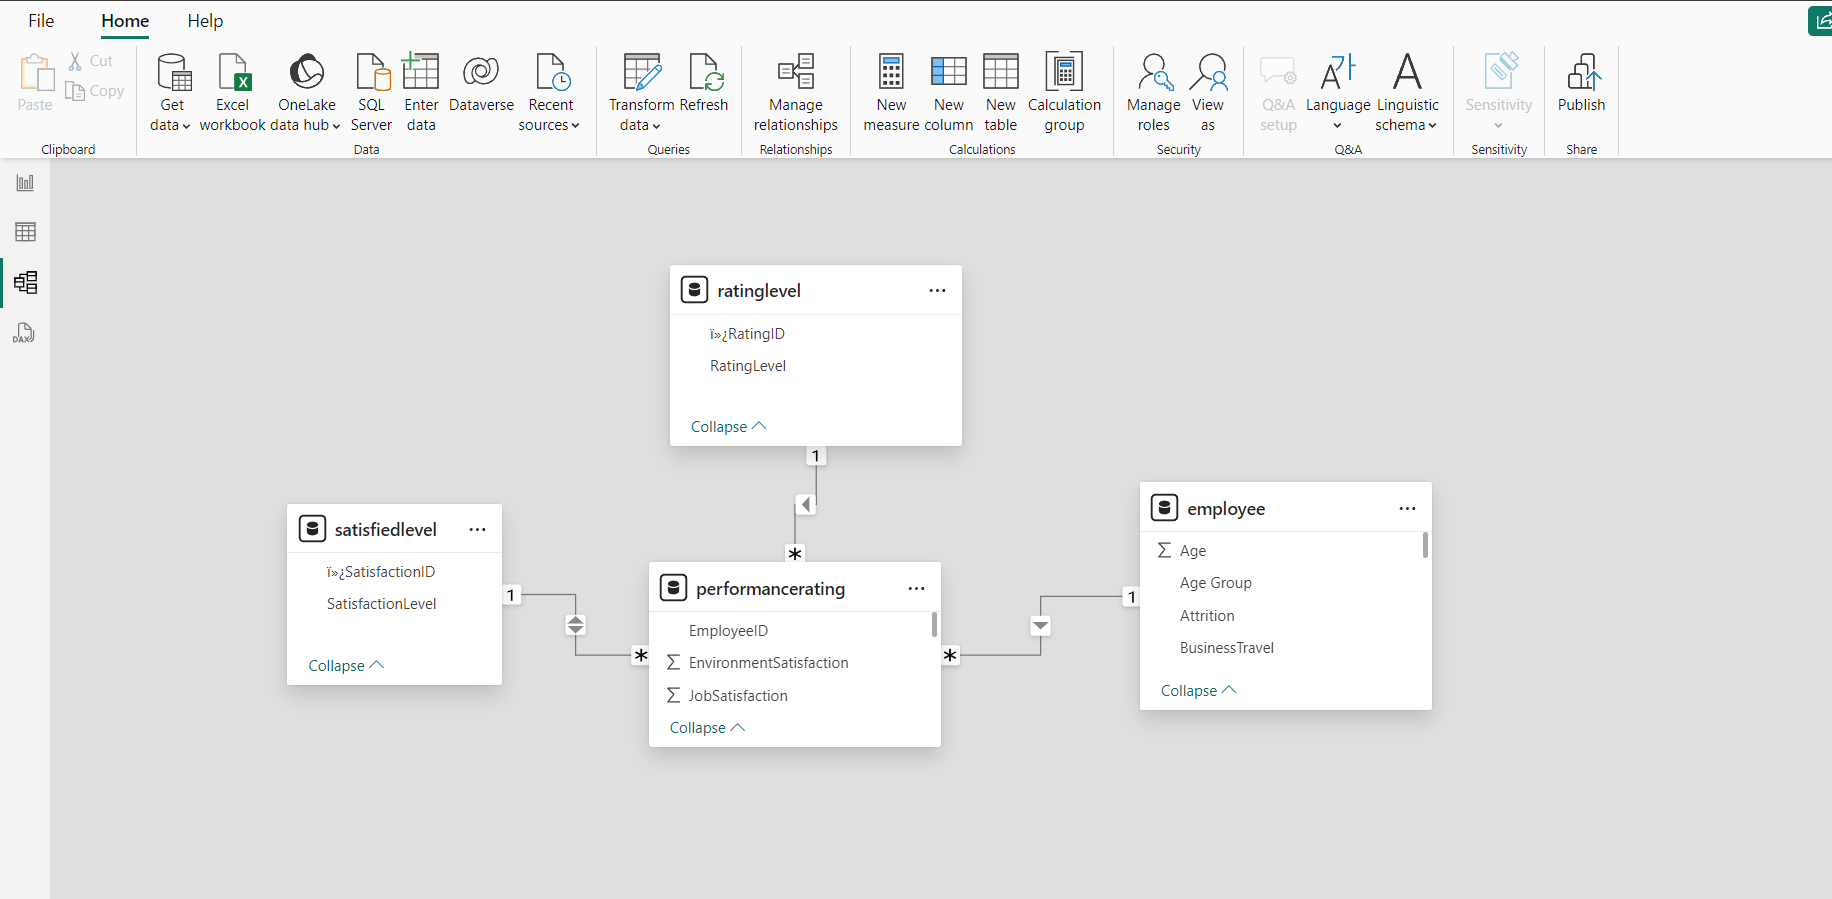 File Home Help
Paste
Cut
Copy
Clipboard
Get data
Excel workbook
OneLake data hub
SQL Server
Enter data
Dataverse
Recent sources
Data
Transform data
Refresh
Queries
Manage relationships
Relationships
New measure
New column
New table
Calculation group
Calculations
Manage roles
View as
Security
Q&A setup
Language
Linguistic schema
Q&A
Sensitivity
Sensitivity
Publish
Share
DAX
ratinglevel
ï»¿RatingID
RatingLevel
Collapse
1
*
satisfiedlevel
ï»¿SatisfactionID
SatisfactionLevel
Collapse
1
*
performancerating
EmployeeID
∑ EnvironmentSatisfaction
∑ JobSatisfaction
Collapse
*
1
employee
∑ Age
Age Group
Attrition
BusinessTravel
Collapse